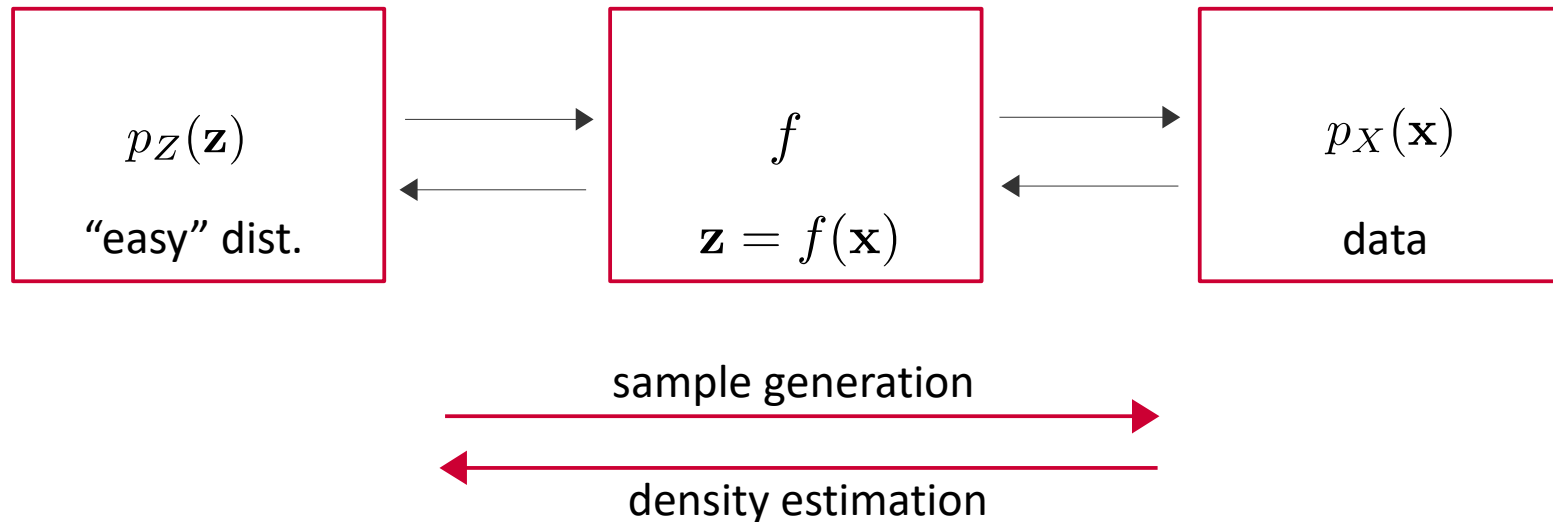 p_Z(𝐳)
“easy” dist.
f
𝐳 = f(𝐱)
p_X(𝐱)
data
sample generation
density estimation